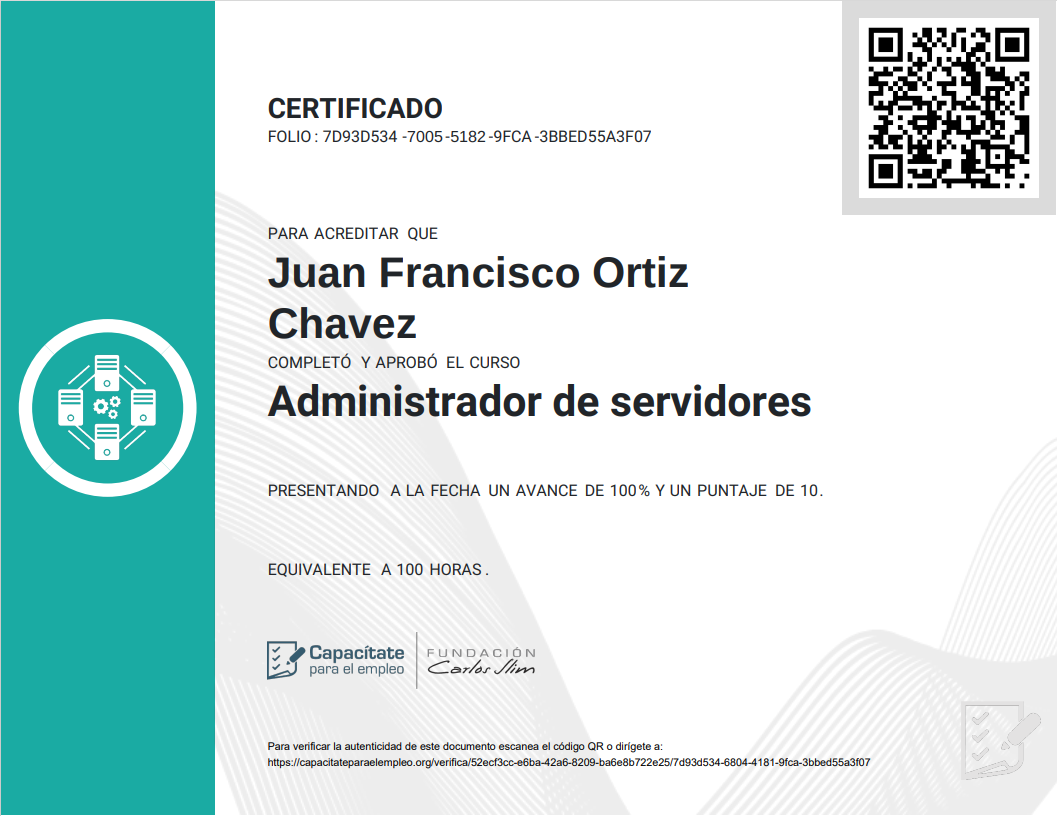 CERTIFICADO
FOLIO : 7D93D534 -7005 -5182 -9FCA -3BBED55A3F07
PARA ACREDITAR QUE
Juan Francisco Ortiz
Chavez
COMPLETÓ Y APROBÓ EL CURSO
Administrador de servidores
PRESENTANDO A LA FECHA UN AVANCE DE 100% Y UN PUNTAJE DE 10.
EQUIVALENTE A 100 HORAS .
Capacítate
para el empleo
FUNDACIÓN
Carlos Slim
Para verificar la autenticidad de este documento escanea el código QR o dirígete a:
https://capacitateparaelempleo.org/verifica/52ecf3cc-e6ba-42a6-8209-ba6e8b722e25/7d93d534-6804-4181-9fca-3bbed55a3f07